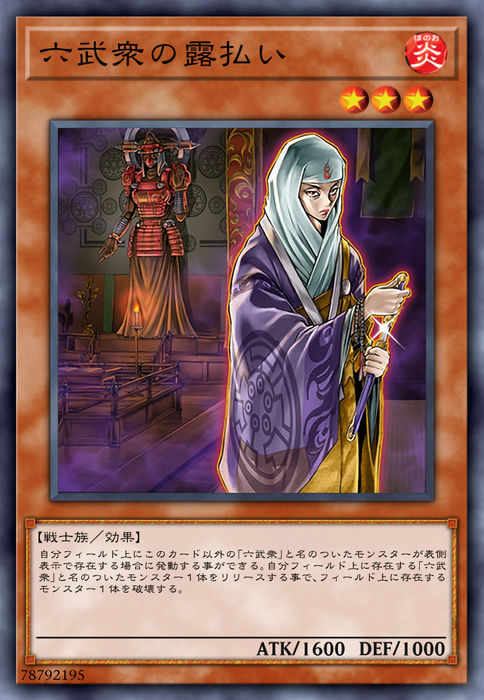 六武衆の露払い
ほのお
炎
【戦士族／効果】
自分フィールド上にこのカード以外の「六武衆」と名のついたモンスターが表側
表示で存在する場合に発動する事ができる。自分フィールド上に存在する「六武
衆」と名のついたモンスター１体をリリースする事で、フィールド上に存在する
モンスター１体を破壊する。
ATK/1600 DEF/1000
78792195